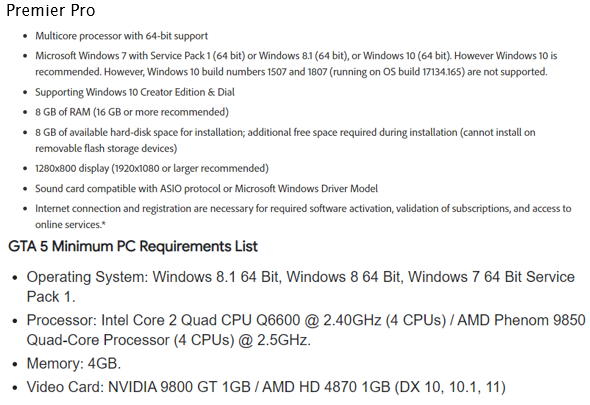 Premier Pro
• Multicore processor with 64-bit support
• Microsoft Windows 7 with Service Pack 1 (64 bit) or Windows 8.1 (64 bit), or Windows 10 (64 bit). However Windows 10 is
recommended. However, Windows 10 build numbers 1507 and 1807 (running on OS build 17134.165) are not supported.
• Supporting Windows 10 Creator Edition & Dial
• 8 GB of RAM (16 GB or more recommended)
• 8 GB of available hard-disk space for installation; additional free space required during installation (cannot install on
removable flash storage devices)
• 1280x800 display (1920x1080 or larger recommended)
• Sound card compatible with ASIO protocol or Microsoft Windows Driver Model
• Internet connection and registration are necessary for required software activation, validation of subscriptions, and access to
online services.*
GTA 5 Minimum PC Requirements List
• Operating System: Windows 8.1 64 Bit, Windows 8 64 Bit, Windows 7 64 Bit Service
Pack 1.
• Processor: Intel Core 2 Quad CPU Q6600 @ 2.40GHz (4 CPUs) / AMD Phenom 9850
Quad-Core Processor (4 CPUs) @ 2.5GHz.
• Memory: 4GB.
• Video Card: NVIDIA 9800 GT 1GB / AMD HD 4870 1GB (DX 10, 10.1, 11)